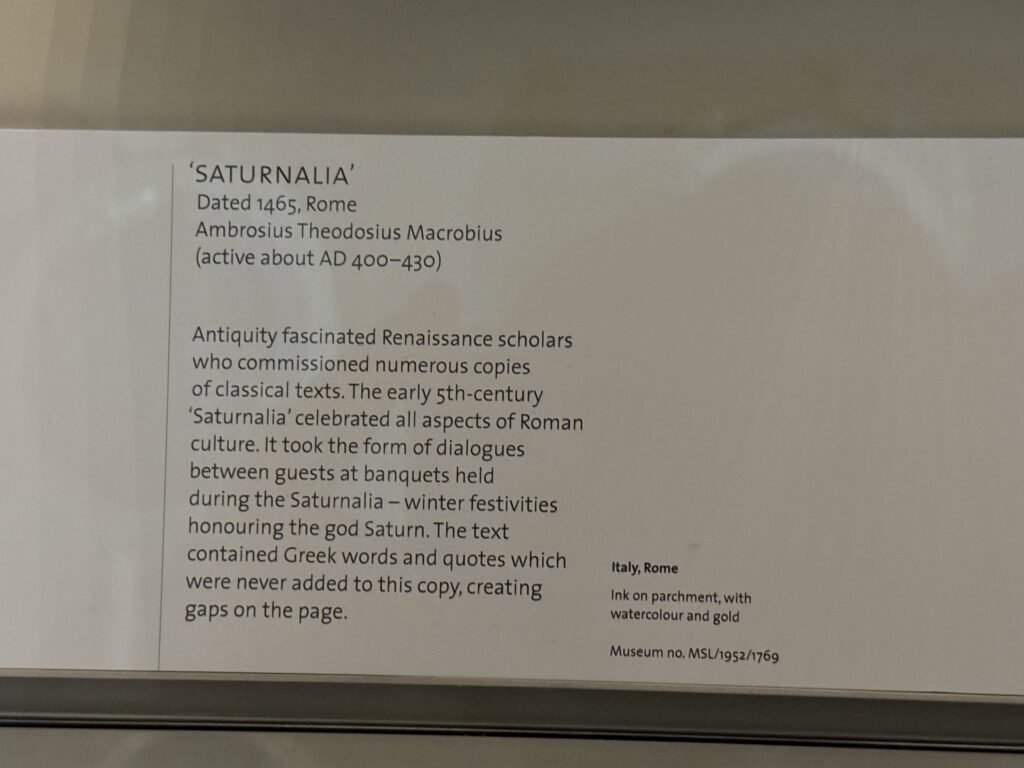 ‘SATURNALIA’
Dated 1465, Rome
Ambrosius Theodosius Macrobius
(active about AD 400–430)
Antiquity fascinated Renaissance scholars
who commissioned numerous copies
of classical texts. The early 5th-century
‘Saturnalia’ celebrated all aspects of Roman
culture. It took the form of dialogues
between guests at banquets held
during the Saturnalia – winter festivities
honouring the god Saturn. The text
contained Greek words and quotes which
were never added to this copy, creating
gaps on the page.
Italy, Rome
Ink on parchment, with
watercolour and gold
Museum no. MSL/1952/1769